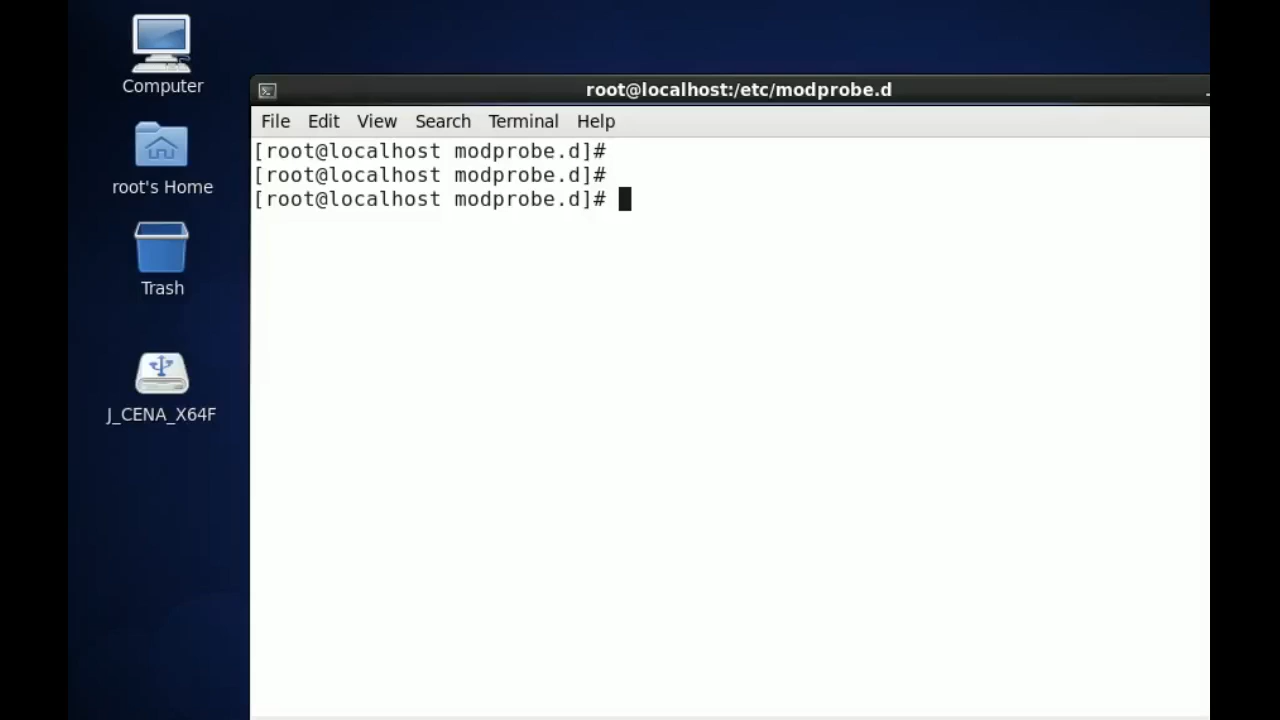 Computer
root's Home
Trash
J_CENA_X64F
root@localhost:/etc/modprobe.d
File Edit View Search Terminal Help
[root@localhost modprobe.d]#
[root@localhost modprobe.d]#
[root@localhost modprobe.d]#